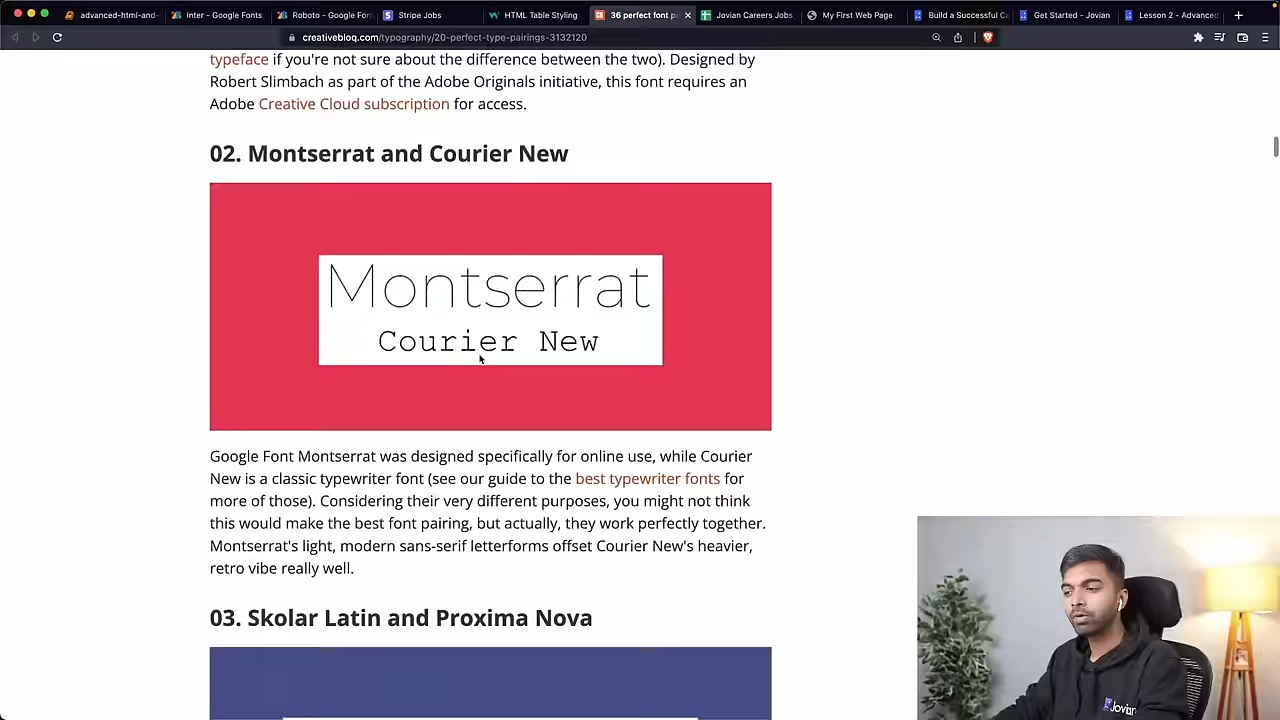 advanced-html-and-
Inter - Google Fonts
Roboto - Google Fon
Stripe Jobs
HTML Table Styling
36 perfect font p
Jovian Careers Jobs
My First Web Page
Build a Successful C
Get Started - Jovian
Lesson 2 - Advanced
creativebloq.com/typography/20-perfect-type-pairings-3132120
typeface if you're not sure about the difference between the two). Designed by
Robert Slimbach as part of the Adobe Originals initiative, this font requires an
Adobe Creative Cloud subscription for access.
02. Montserrat and Courier New
Montserrat
Courier New
Google Font Montserrat was designed specifically for online use, while Courier
New is a classic typewriter font (see our guide to the best typewriter fonts for
more of those). Considering their very different purposes, you might not think
this would make the best font pairing, but actually, they work perfectly together.
Montserrat's light, modern sans-serif letterforms offset Courier New's heavier,
retro vibe really well.
03. Skolar Latin and Proxima Nova
Jovian